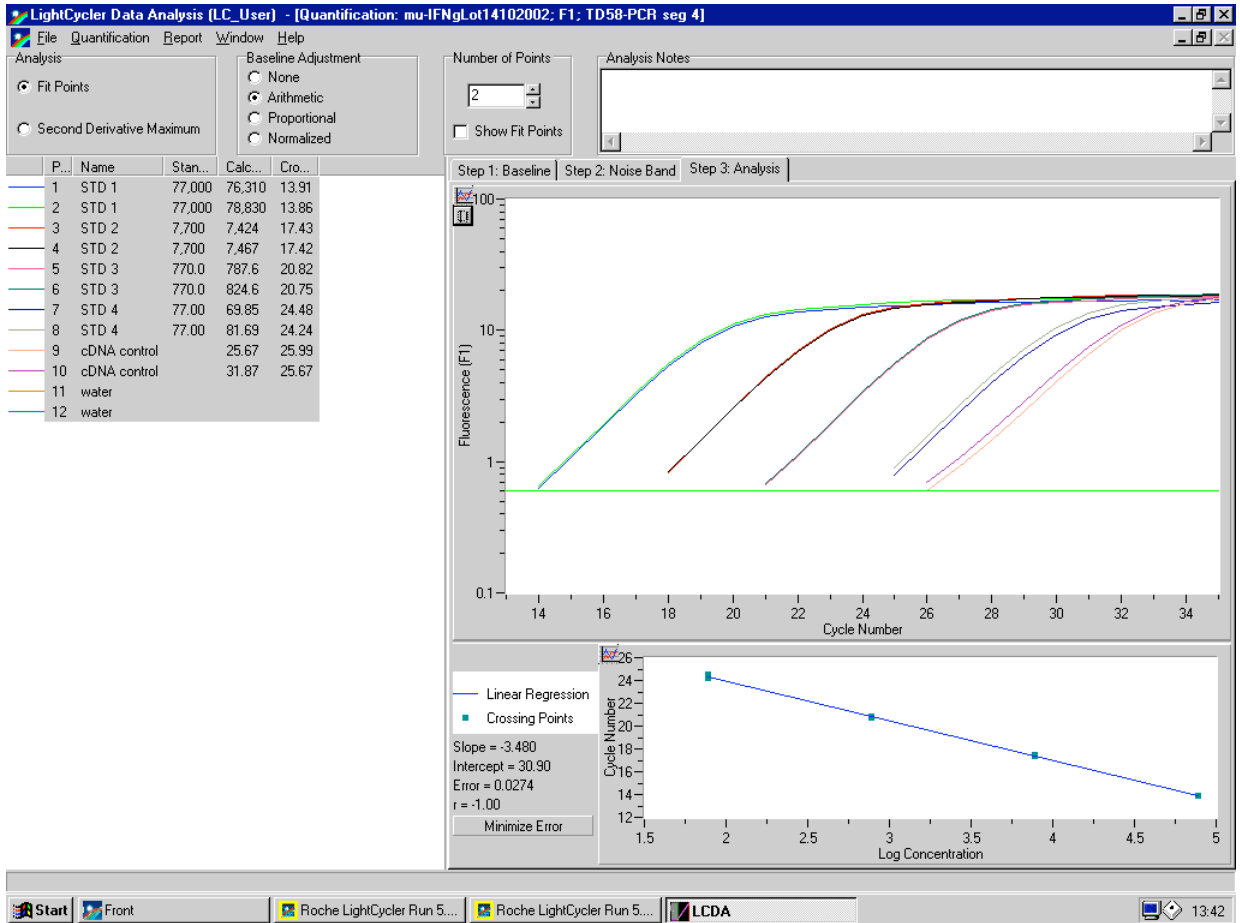 LightCycler Data Analysis (LC_User) - [Quantification: mu-IFNgLot14102002; F1; TD58-PCR seg 4]
File Quantification Report Window Help
Analysis
Fit Points
Second Derivative Maximum
Baseline Adjustment
None
Arithmetic
Proportional
Normalized
Number of Points
2
Show Fit Points
Analysis Notes
P... Name Stan... Calc... Cro...
1 STD 1 77,000 76,310 13.91
2 STD 1 77,000 78,830 13.86
3 STD 2 7,700 7,424 17.43
4 STD 2 7,700 7,467 17.42
5 STD 3 770.0 787.6 20.82
6 STD 3 770.0 824.6 20.75
7 STD 4 77.00 69.85 24.48
8 STD 4 77.00 81.69 24.24
9 cDNA control 25.67 25.99
10 cDNA control 31.87 25.67
11 water
12 water
Step 1: Baseline Step 2: Noise Band Step 3: Analysis
100
10
1
0.1
Fluorescence (F1)
14 16 18 20 22 24 26 28 30 32 34
Cycle Number
Linear Regression
Crossing Points
Slope = -3.480
Intercept = 30.90
Error = 0.0274
r = -1.00
Minimize Error
26
24
22
20
18
16
14
12
Cycle Number
1.5 2 2.5 3 3.5 4 4.5 5
Log Concentration
Start Front Roche LightCycler Run 5.... Roche LightCycler Run 5.... LCDA 13:42